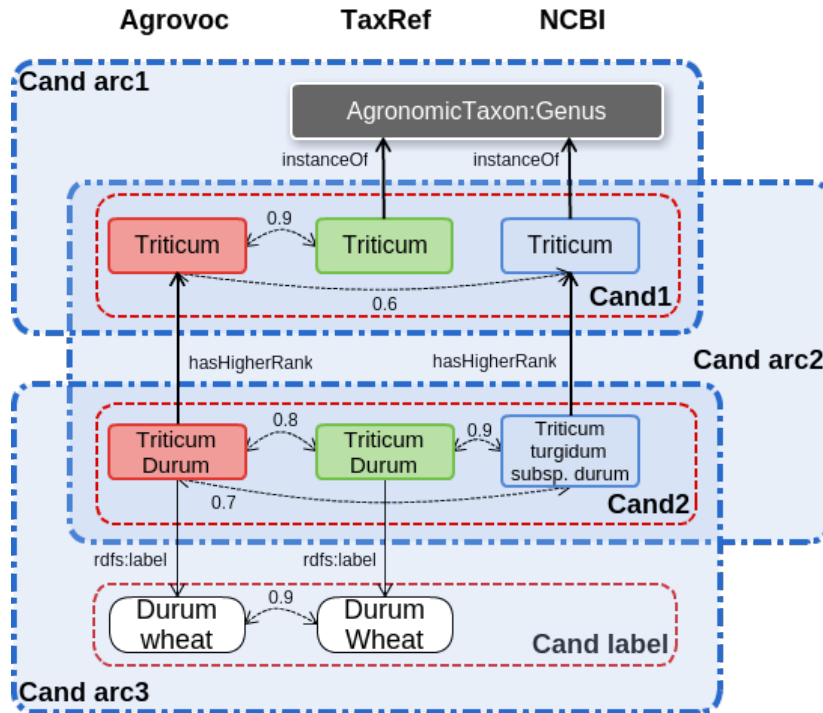 Agrovoc TaxRef NCBI
Cand arc1
AgronomicTaxon:Genus
instanceOf instanceOf
0.9
Triticum Triticum Triticum
Cand1
0.6
hasHigherRank hasHigherRank
Cand arc2
0.8 0.9
Triticum
Durum
Triticum
Durum
Triticum
turgidum
subsp. durum
0.7
Cand2
rdfs:label rdfs:label
0.9
Durum
wheat
Durum
Wheat
Cand label
Cand arc3